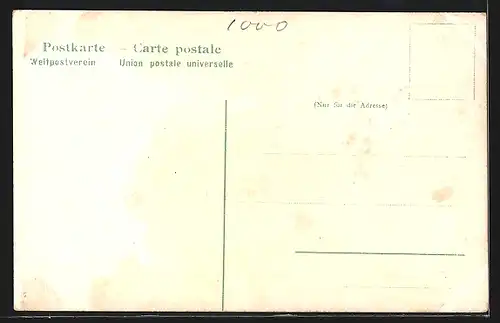 1000
Postkarte – Carte postale
Weltpostverein Union postale universelle
(Nur für die Adresse)